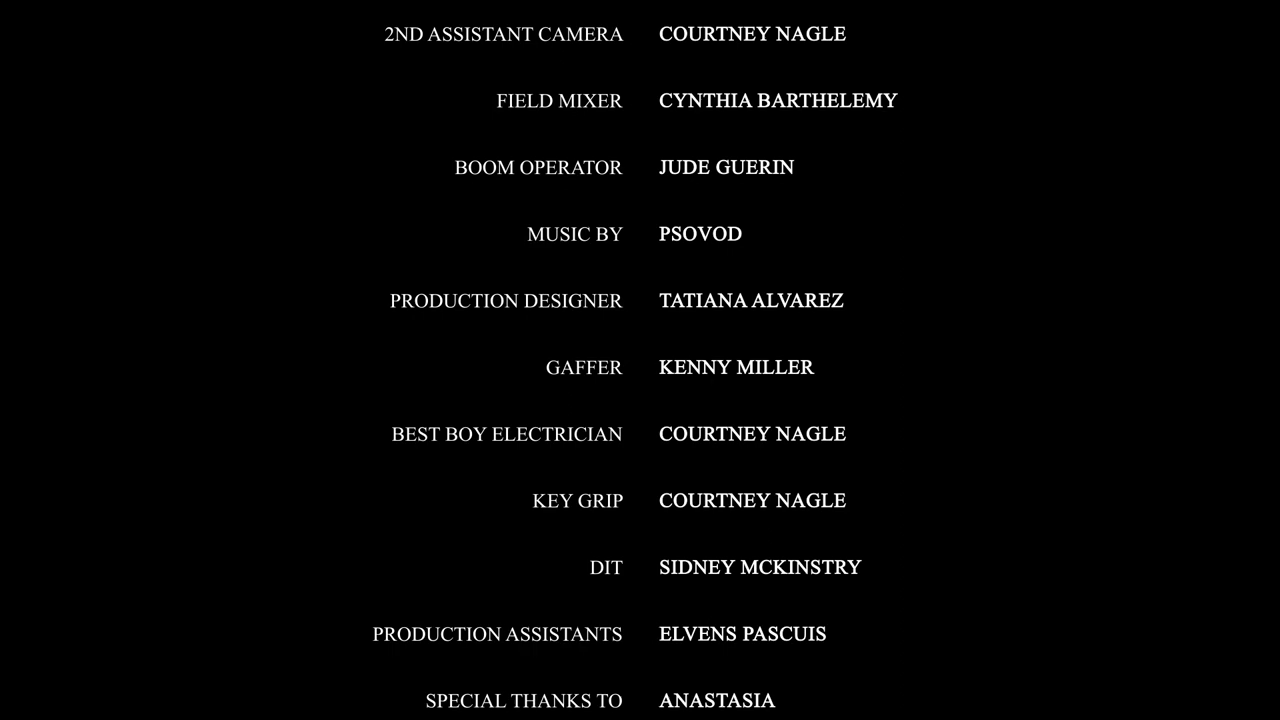 2ND ASSISTANT CAMERA COURTNEY NAGLE
FIELD MIXER CYNTHIA BARTHELEMY
BOOM OPERATOR JUDE GUERIN
MUSIC BY PSOVOD
PRODUCTION DESIGNER TATIANA ALVAREZ
GAFFER KENNY MILLER
BEST BOY ELECTRICIAN COURTNEY NAGLE
KEY GRIP COURTNEY NAGLE
DIT SIDNEY MCKINSTRY
PRODUCTION ASSISTANTS ELVENS PASCUIS
SPECIAL THANKS TO ANASTASIA